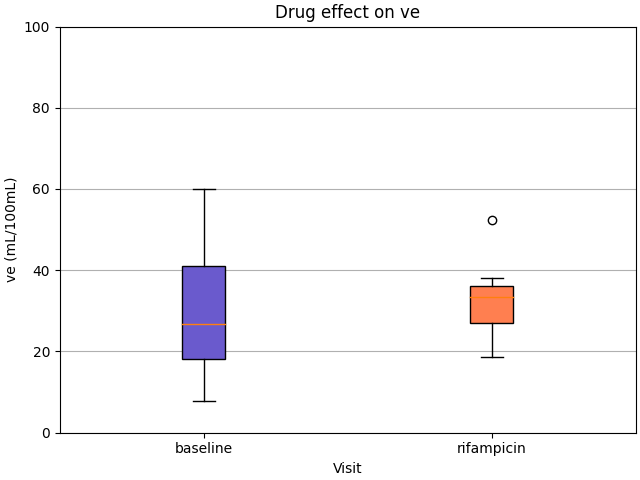 Drug effect on ve
100
80
60
40
20
0
ve (mL/100mL)
baseline
rifampicin
Visit